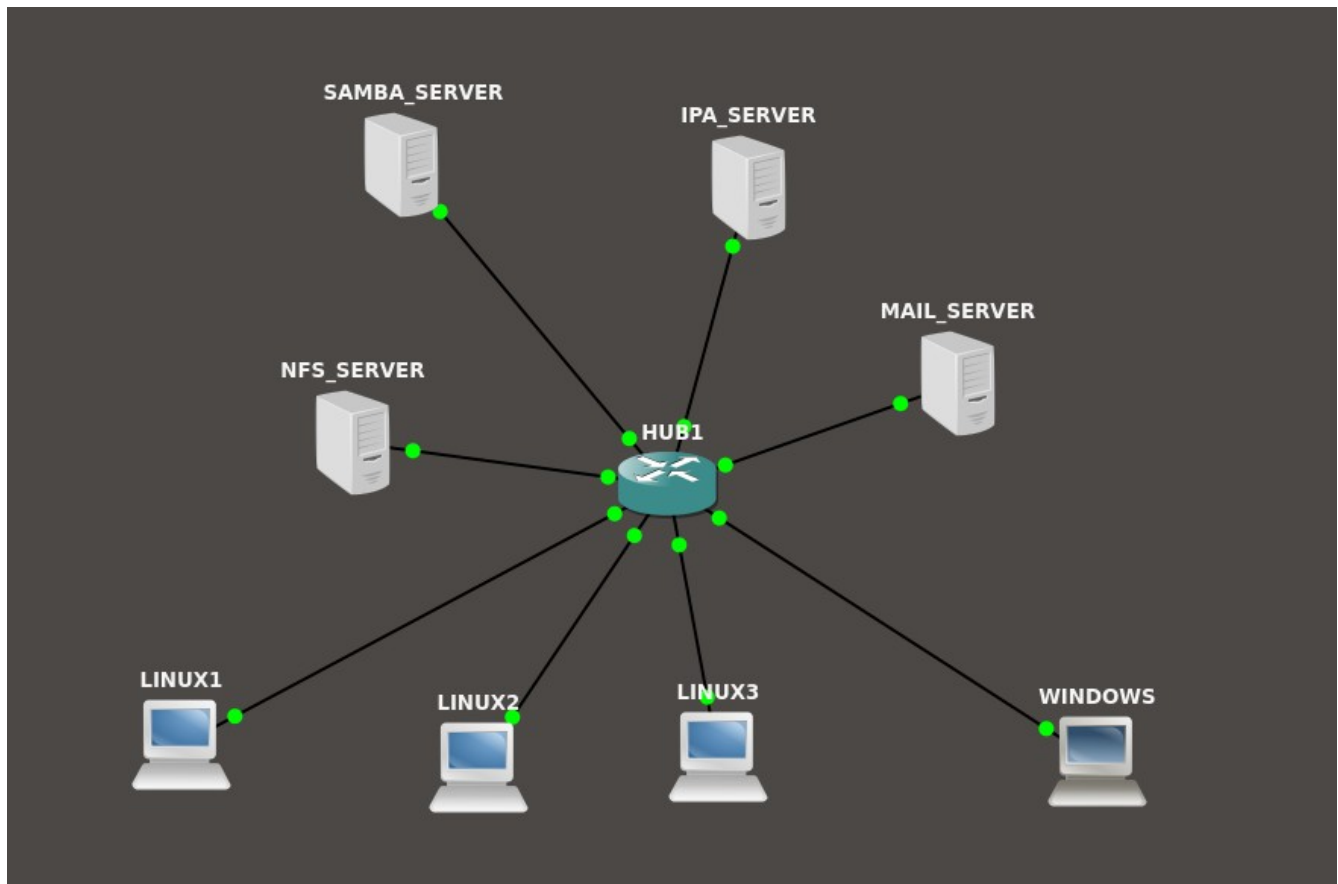 SAMBA_SERVER
IPA_SERVER
MAIL_SERVER
NFS_SERVER
HUB1
LINUX1
LINUX2
LINUX3
WINDOWS